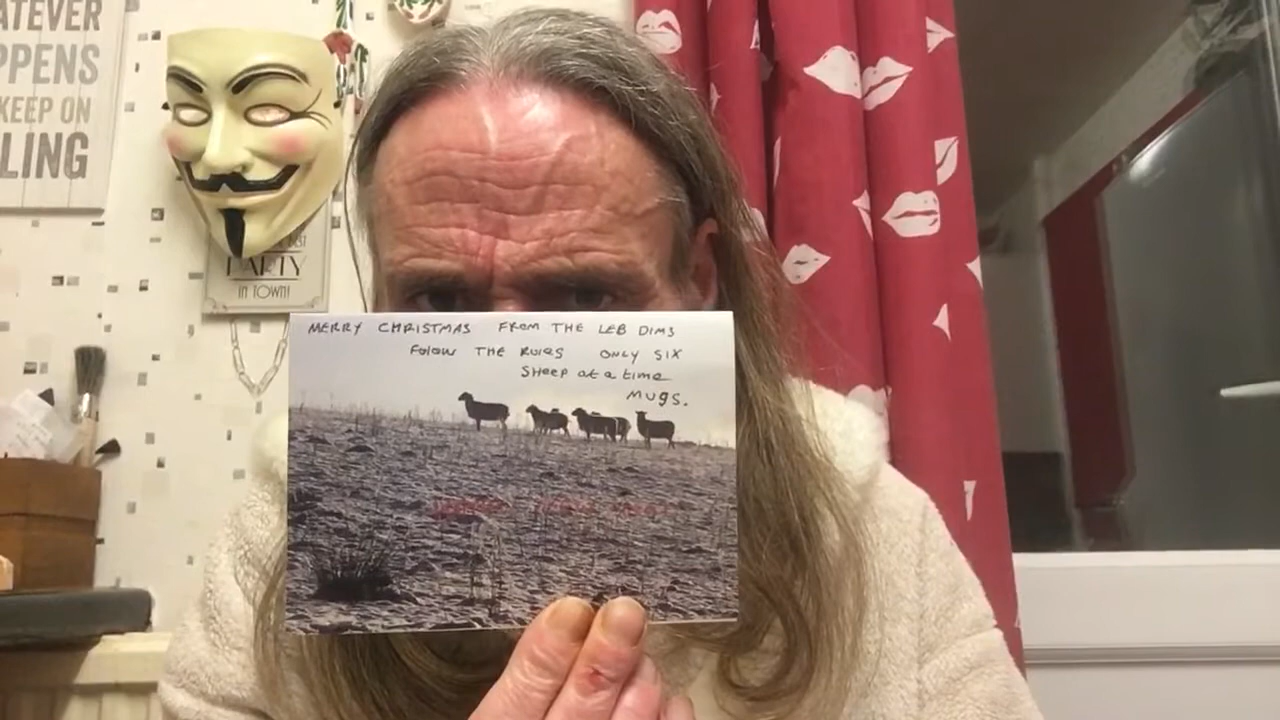 ATEVER
PPENS
KEEP ON
LING
PARTY
IN TOWN!
MERRY CHRISTMAS FROM THE LEB DIMS
Folow THE RULES ONLY SIX
SHEEP at a time
MUGS.